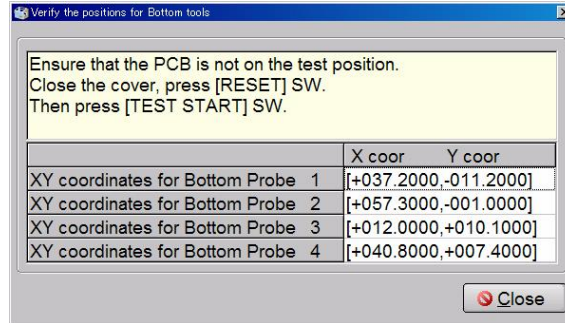 Verify the positions for Bottom tools
Ensure that the PCB is not on the test position.
Close the cover, press [RESET] SW.
Then press [TEST START] SW.
X coor Y coor
XY coordinates for Bottom Probe 1 [+037.2000,-011.2000]
XY coordinates for Bottom Probe 2 [+057.3000,-001.0000]
XY coordinates for Bottom Probe 3 [+012.0000,+010.1000]
XY coordinates for Bottom Probe 4 [+040.8000,+007.4000]
Close